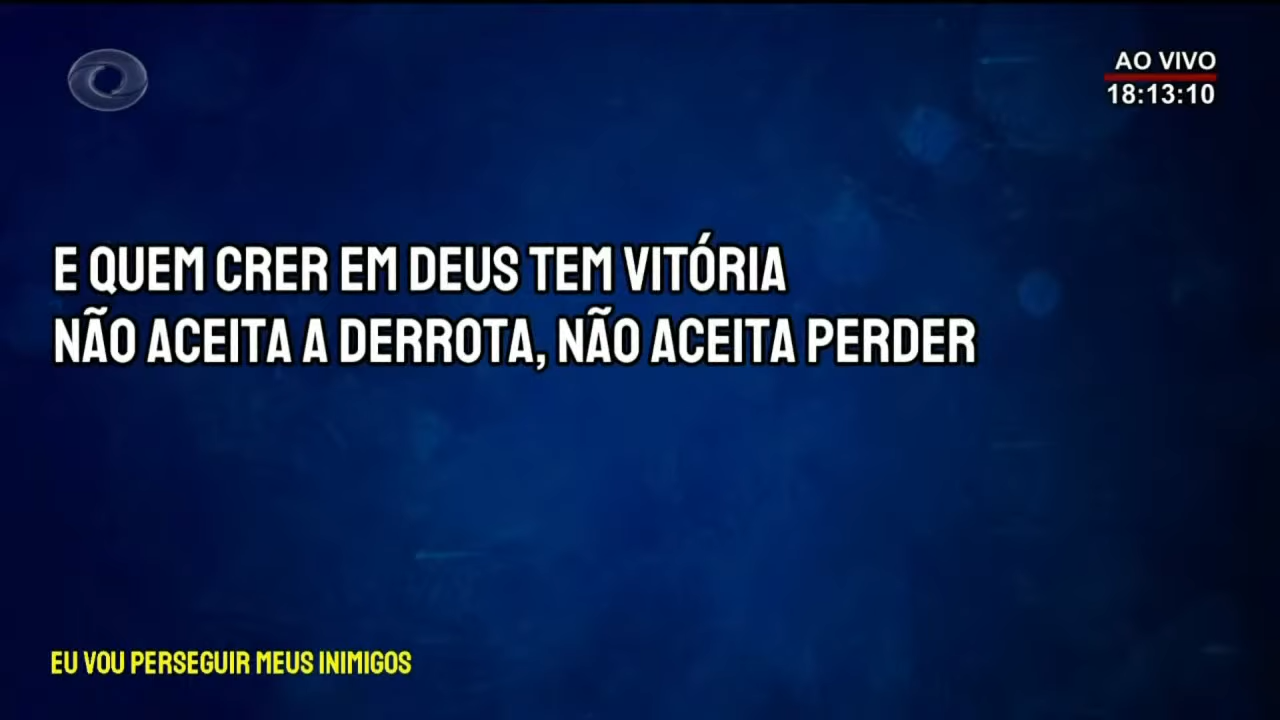 AO VIVO
18:13:10
E QUEM CRER EM DEUS TEM VITÓRIA
NÃO ACEITA A DERROTA, NÃO ACEITA PERDER
EU VOU PERSEGUIR MEUS INIMIGOS